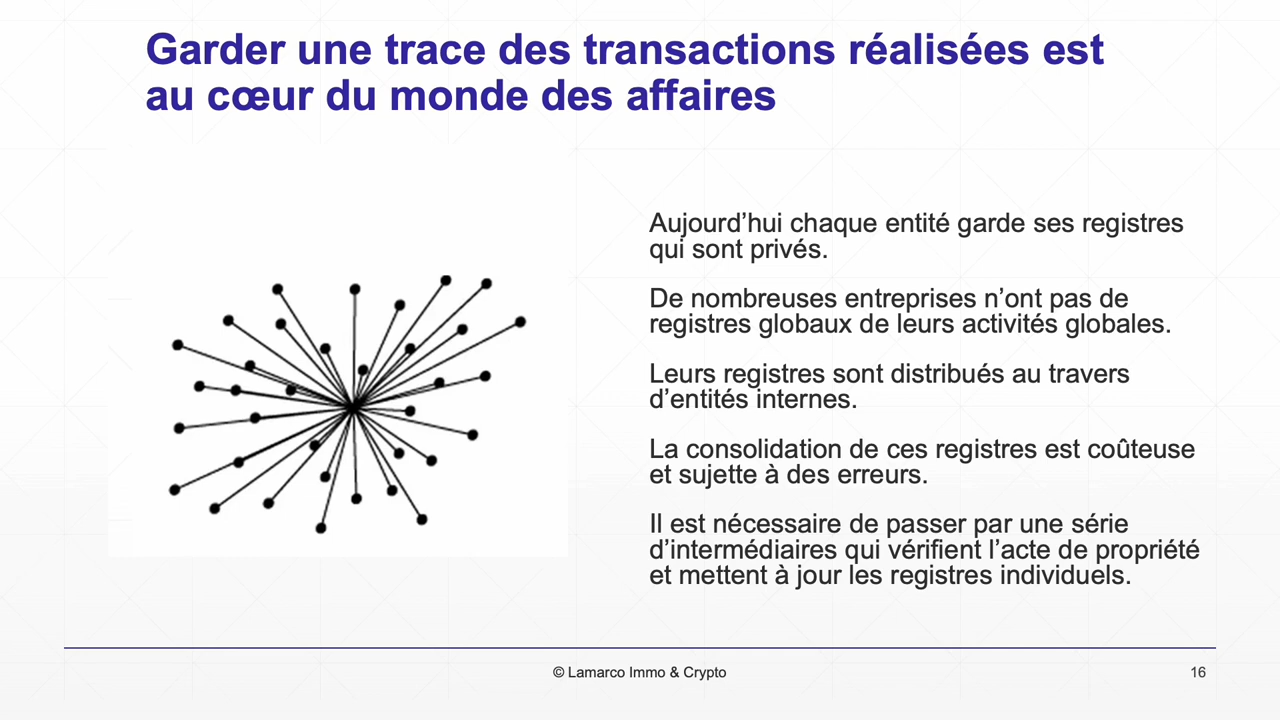 Garder une trace des transactions réalisées est
au cœur du monde des affaires
Aujourd’hui chaque entité garde ses registres
qui sont privés.
De nombreuses entreprises n’ont pas de
registres globaux de leurs activités globales.
Leurs registres sont distribués au travers
d’entités internes.
La consolidation de ces registres est coûteuse
et sujette à des erreurs.
Il est nécessaire de passer par une série
d’intermédiaires qui vérifient l’acte de propriété
et mettent à jour les registres individuels.
© Lamarco Immo & Crypto
16